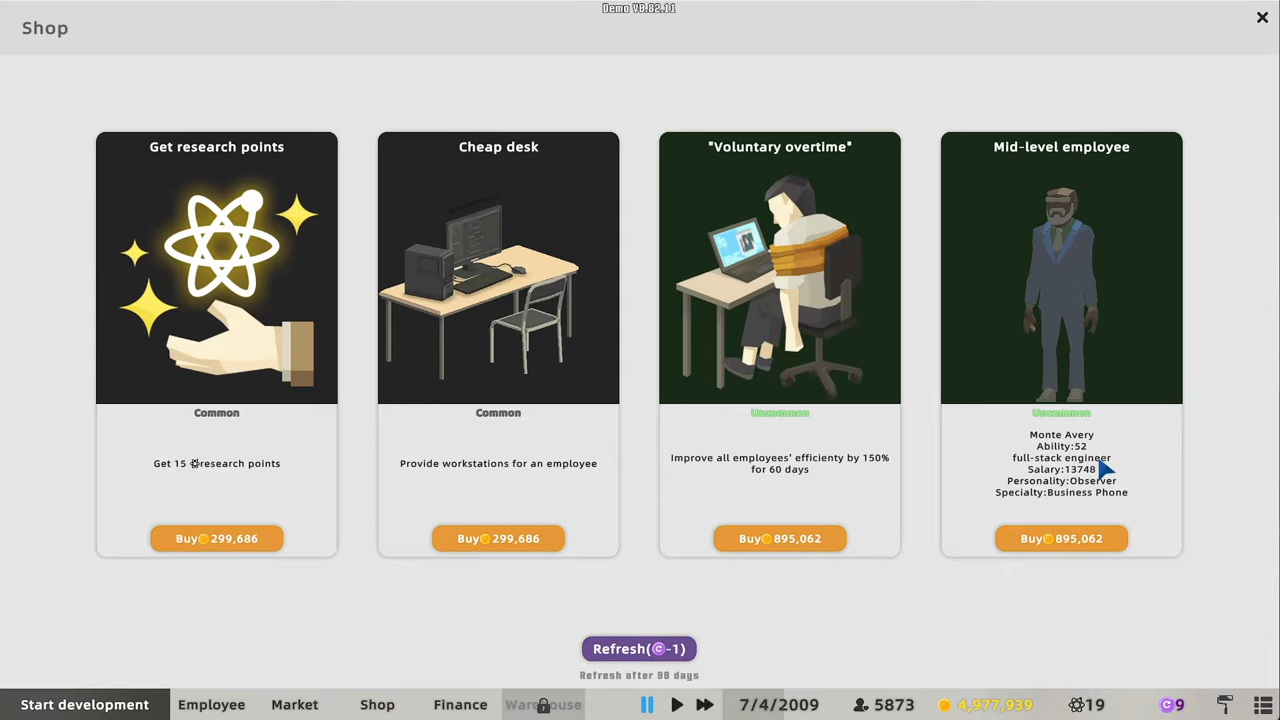 Demo V0.82.11
Shop
Get research points
Common
Get 15 research points
Buy 299,686
Cheap desk
Common
Provide workstations for an employee
Buy 299,686
"Voluntary overtime"
Uncommon
Improve all employees' efficienty by 150%
for 60 days
Buy 895,062
Mid-level employee
Uncommon
Monte Avery
Ability:52
full-stack engineer
Salary:13748
Personality:Observer
Specialty:Business Phone
Buy 895,062
Refresh(C-1)
Refresh after 98 days
Start development
Employee
Market
Shop
Finance
Warehouse
7/4/2009
5873
4,977,939
19
C9